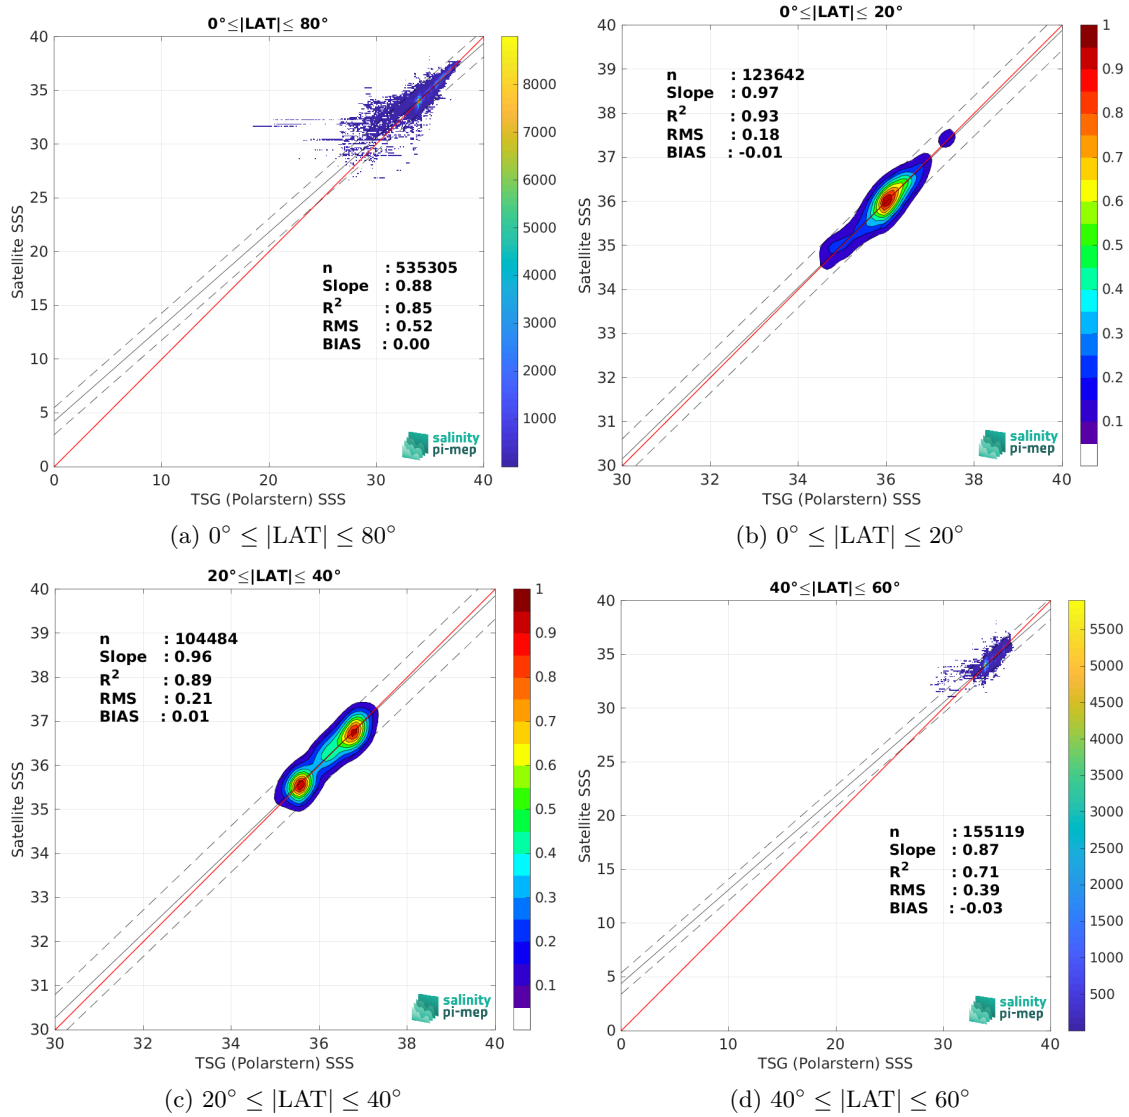 0°≤|LAT|≤ 80°
40
35
30
25
20
15
10
5
0
0
10
20
30
40
Satellite SSS
TSG (Polarstern) SSS
n : 535305
Slope : 0.88
R² : 0.85
RMS : 0.52
BIAS : 0.00
salinity
pi-mep
8000
7000
6000
5000
4000
3000
2000
1000
(a) 0° ≤ |LAT| ≤ 80°
0°≤|LAT|≤ 20°
40
39
38
37
36
35
34
33
32
31
30
30
32
34
36
38
40
Satellite SSS
TSG (Polarstern) SSS
n : 123642
Slope : 0.97
R² : 0.93
RMS : 0.18
BIAS : -0.01
salinity
pi-mep
1
0.9
0.8
0.7
0.6
0.5
0.4
0.3
0.2
0.1
(b) 0° ≤ |LAT| ≤ 20°
20°≤|LAT|≤ 40°
40
39
38
37
36
35
34
33
32
31
30
30
32
34
36
38
40
Satellite SSS
TSG (Polarstern) SSS
n : 104484
Slope : 0.96
R² : 0.89
RMS : 0.21
BIAS : 0.01
salinity
pi-mep
1
0.9
0.8
0.7
0.6
0.5
0.4
0.3
0.2
0.1
(c) 20° ≤ |LAT| ≤ 40°
40°≤|LAT|≤ 60°
40
35
30
25
20
15
10
5
0
0
10
20
30
40
Satellite SSS
TSG (Polarstern) SSS
n : 155119
Slope : 0.87
R² : 0.71
RMS : 0.39
BIAS : -0.03
salinity
pi-mep
5500
5000
4500
4000
3500
3000
2500
2000
1500
1000
500
(d) 40° ≤ |LAT| ≤ 60°